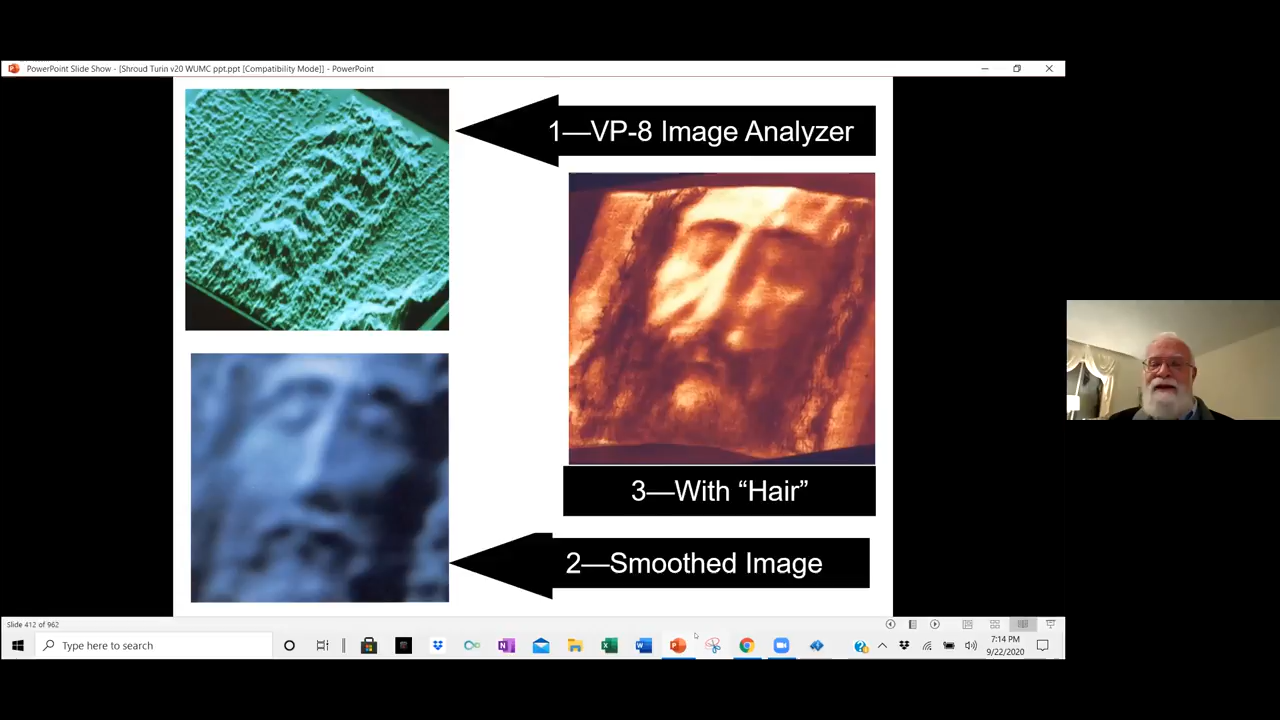 PowerPoint Slide Show - [Shroud Turin v20 WUMC ppt.ppt [Compatibility Mode]] - PowerPoint
1—VP-8 Image Analyzer
3—With “Hair”
2—Smoothed Image
Slide 412 of 962
Type here to search
7:14 PM
9/22/2020